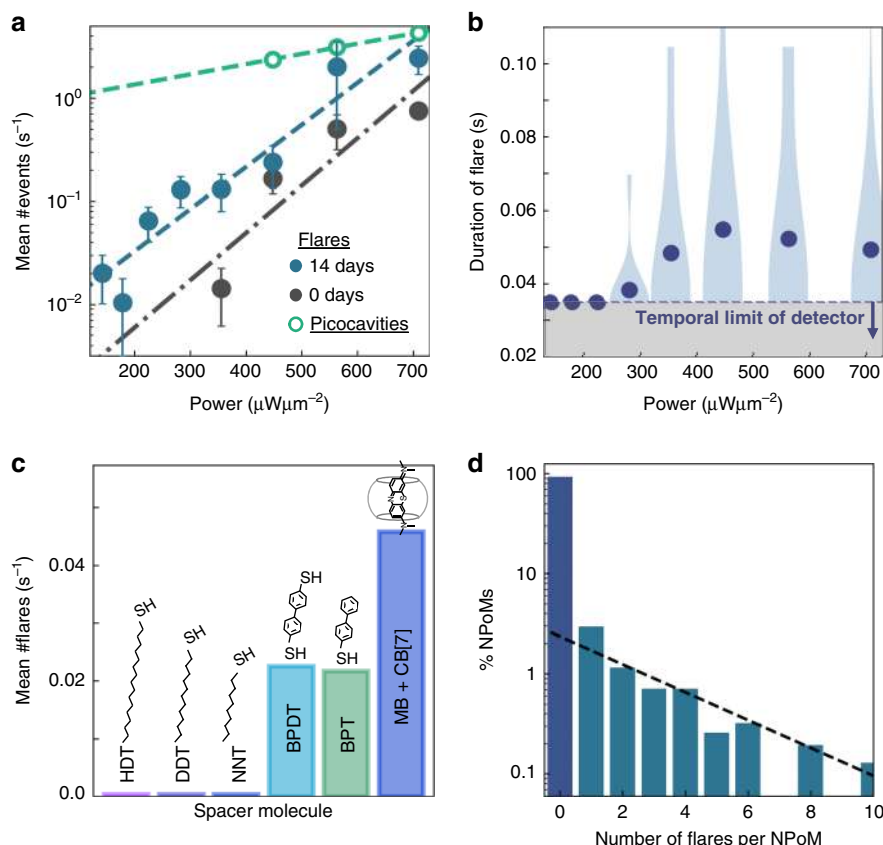 a
Mean #events (s⁻¹)
10⁰
10⁻¹
10⁻²
Flares
14 days
0 days
Picocavities
200 300 400 500 600 700
Power (μWμm⁻²)
b
Duration of flare (s)
0.10
0.08
0.06
0.04
0.02
Temporal limit of detector
200 300 400 500 600 700
Power (μWμm⁻²)
c
Mean #flares (s⁻¹)
0.04
0.02
0.0
SH
HDT
SH
DDT
SH
NNT
SH
SH
BPDT
SH
BPT
N
N
S
N
MB + CB[7]
Spacer molecule
d
% NPoMs
100
10
1
0.1
0 2 4 6 8 10
Number of flares per NPoM